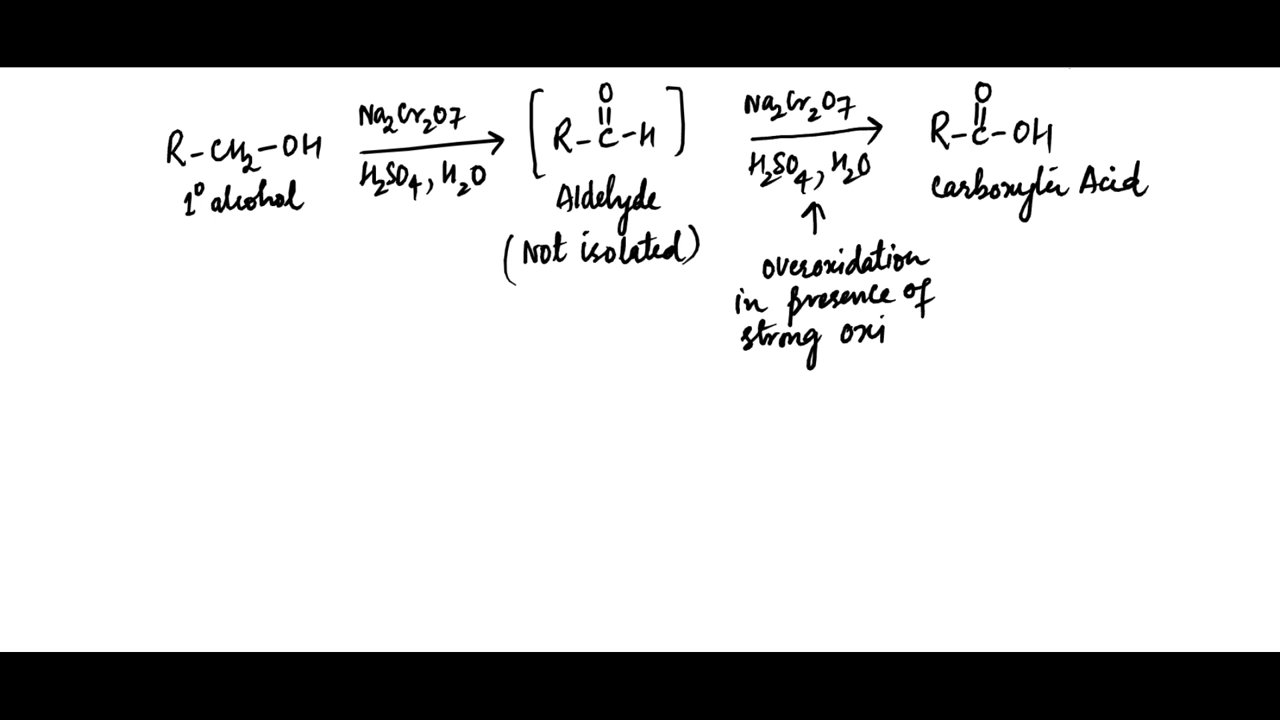 R-CH₂-OH
1° alcohol
Na₂Cr₂O7
H₂SO₄, H₂O
[R-C-H]
O
Aldehyde
(Not isolated)
Na₂Cr₂O7
H₂SO₄, H₂O
↑
overoxidation
in presence of
strong oxi
O
R-C-OH
Carboxylic Acid